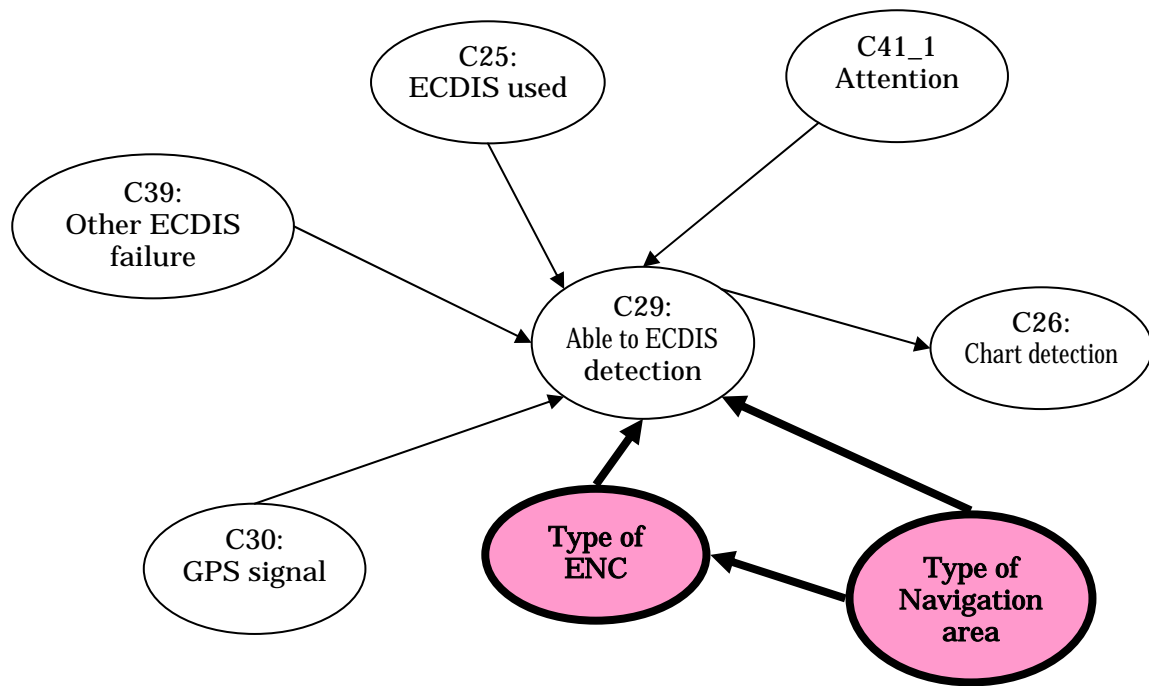 C25:
ECDIS used
C41_1
Attention
C39:
Other ECDIS
failure
C29:
Able to ECDIS
detection
C26:
Chart detection
C30:
GPS signal
Type of
ENC
Type of
Navigation
area